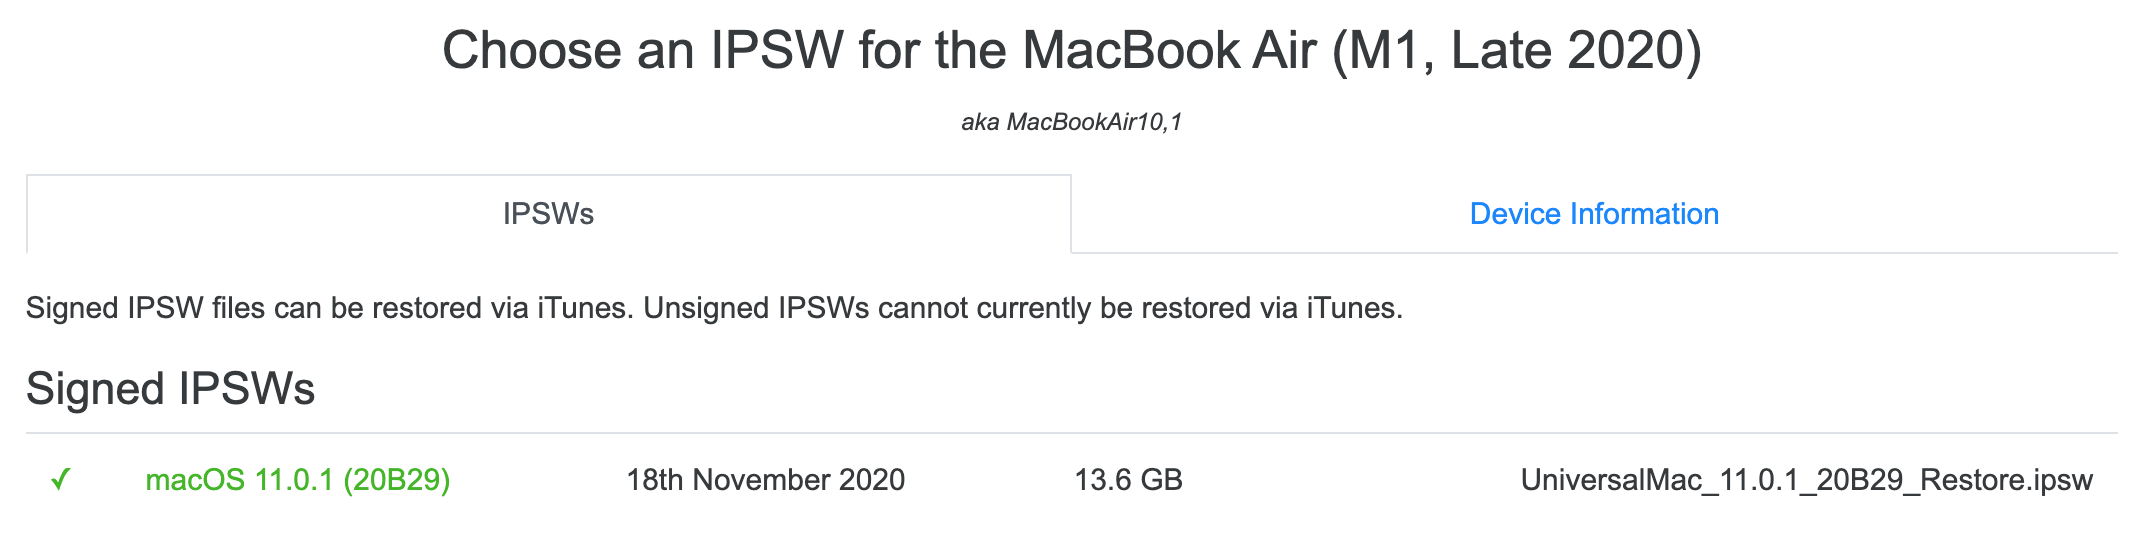 Choose an IPSW for the MacBook Air (M1, Late 2020)
aka MacBookAir10,1
IPSWs
Device Information
Signed IPSW files can be restored via iTunes. Unsigned IPSWs cannot currently be restored via iTunes.
Signed IPSWs
✓ macOS 11.0.1 (20B29) 18th November 2020 13.6 GB UniversalMac_11.0.1_20B29_Restore.ipsw